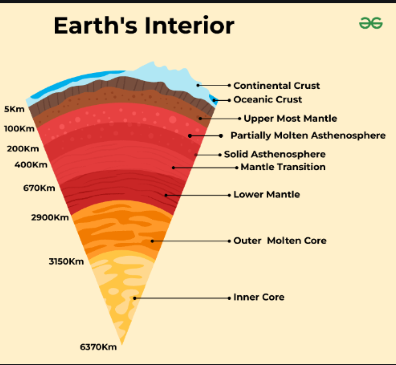 Earth's Interior
Continental Crust
Oceanic Crust
5Km
Upper Most Mantle
100Km
Partially Molten Asthenosphere
200Km
Solid Asthenosphere
400Km
Mantle Transition
670Km
Lower Mantle
2900Km
Outer Molten Core
3150Km
Inner Core
6370Km